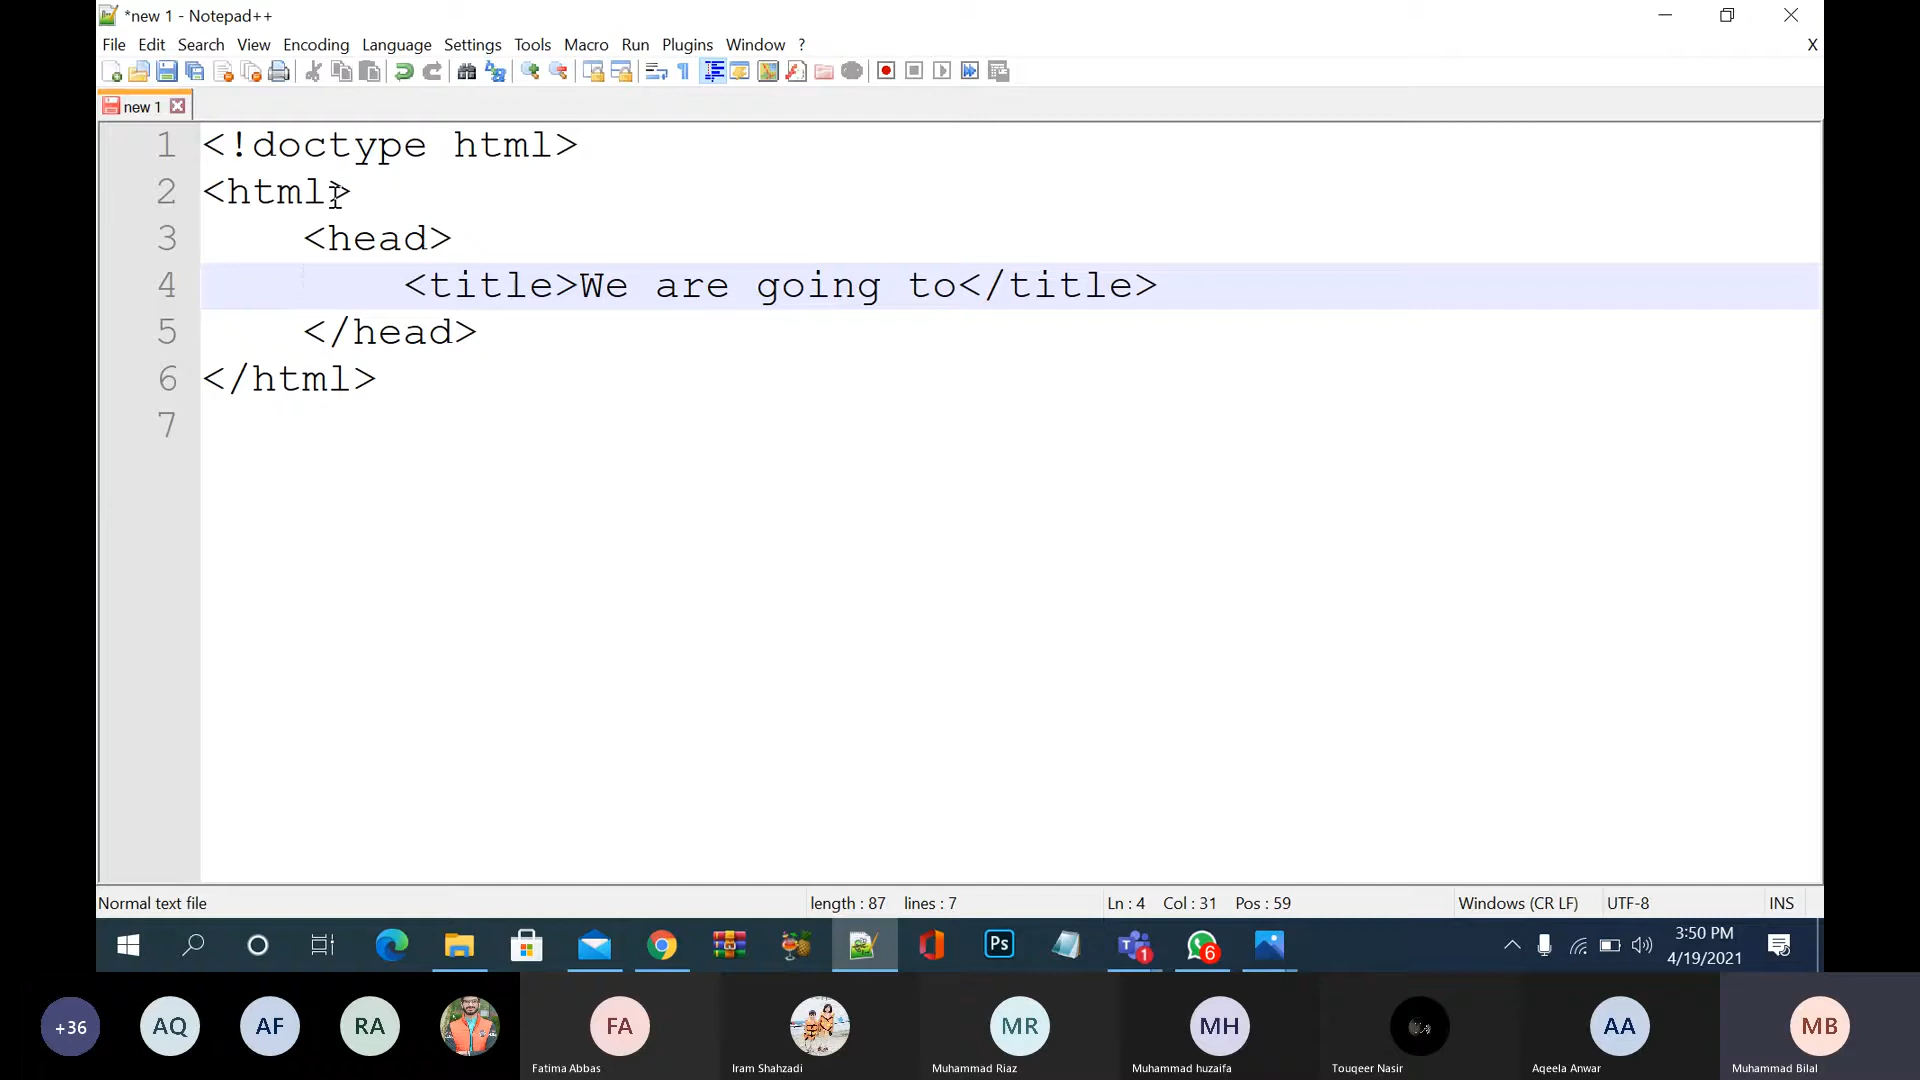 *new 1 - Notepad++
File Edit Search View Encoding Language Settings Tools Macro Run Plugins Window ? X
new 1
1 <!doctype html>
2 <html>
3 <head>
4 <title>We are going to</title>
5 </head>
6 </html>
7
Normal text file length : 87 lines : 7 Ln : 4 Col : 31 Pos : 59 Windows (CR LF) UTF-8 INS
Ps 1 6 3:50 PM
4/19/2021
+36 AQ AF RA FA MR MH AA MB
Fatima Abbas Iram Shahzadi Muhammad Riaz Muhammad huzaifa Touqeer Nasir Aqeela Anwar Muhammad Bilal